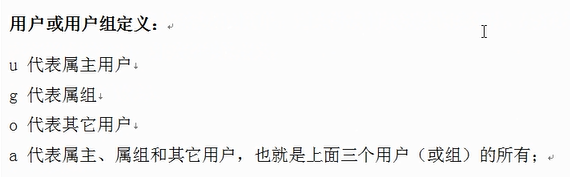 用户或用户组定义：
u 代表属主用户
g 代表属组
o 代表其它用户
a 代表属主、属组和其它用户，也就是上面三个用户（或组）的所有；